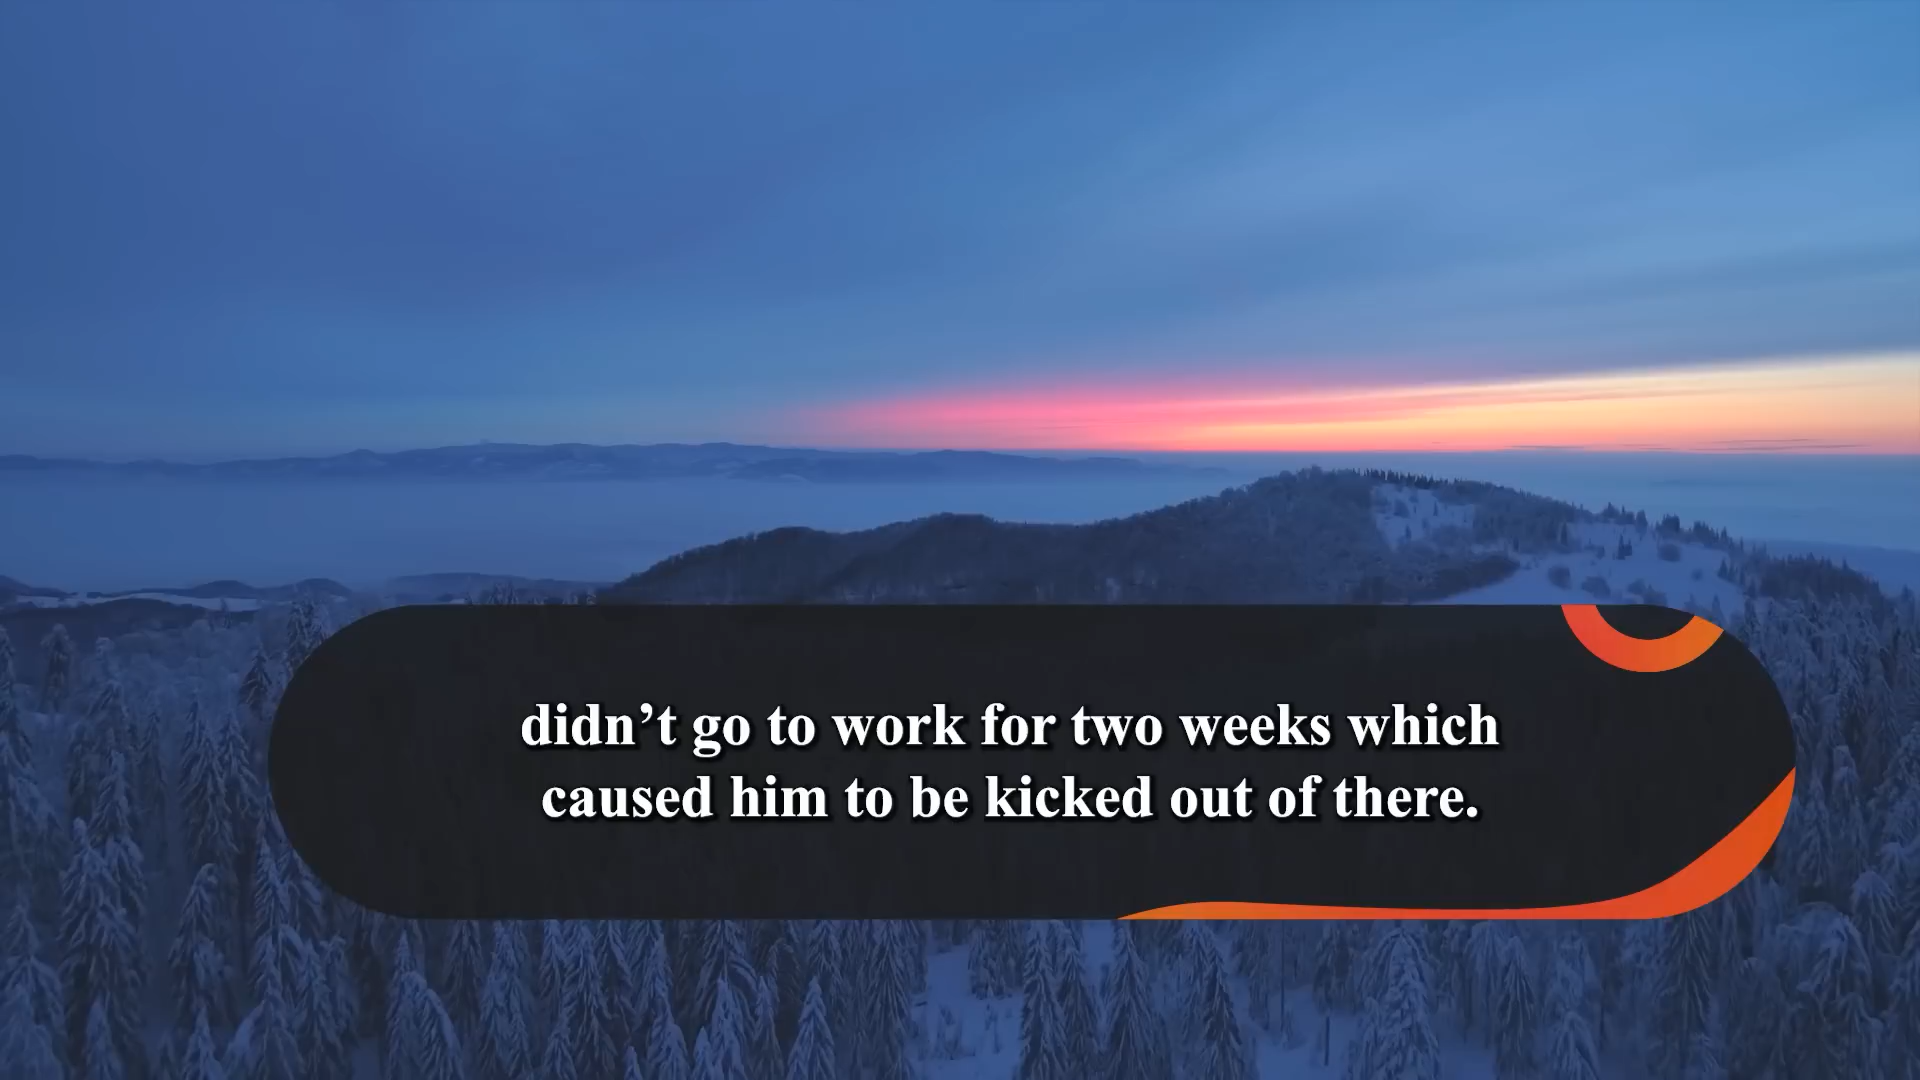 didn’t go to work for two weeks which
caused him to be kicked out of there.